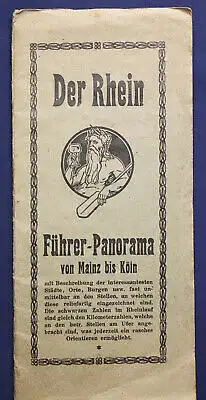 Der Rhein
Führer-Panorama
von Mainz bis Köln
mit Beschreibung der interessantesten
Städte, Orte, Burgen usw. fast un-
mittelbar an den Stellen, an welchen
diese reliefartig eingezeichnet sind.
Die schwarzen Zahlen im Rheinlauf
sind gleich den Kilometerzahlen, welche
an den betr. Stellen am Ufer ange-
bracht sind, was jederzeit ein rasches
Orientieren ermöglicht.
*